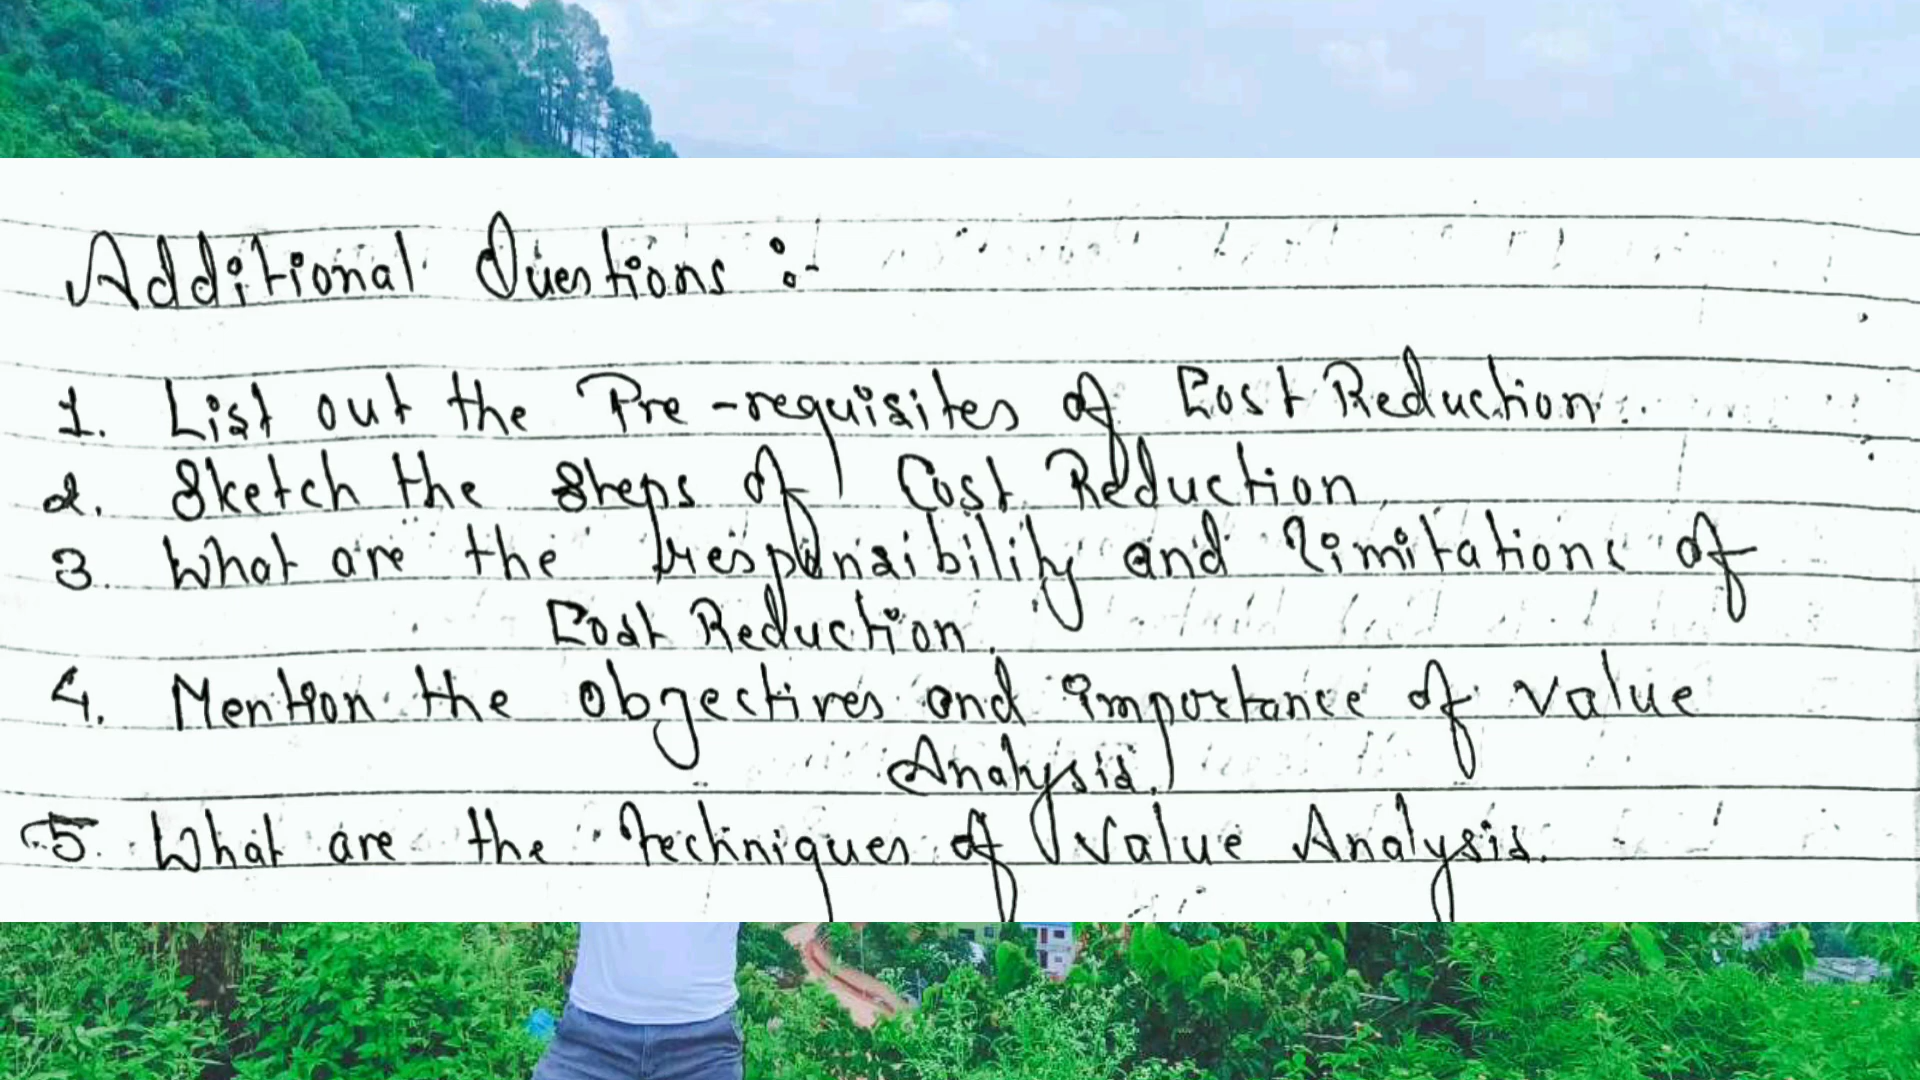 Additional Questions :-
1. List out the Pre-requisites of Cost Reduction.
2. Sketch the Steps of Cost Reduction
3. What are the responsibility and limitations of
Cost Reduction.
4. Mention the objectives and importance of value
Analysis.
5. What are the Techniques of Value Analysis.